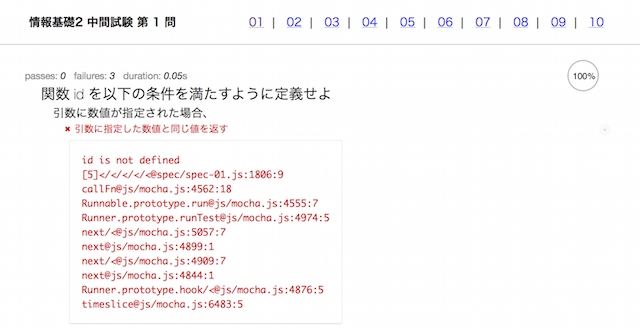 情報基礎2 中間試験 第 1 問 01 | 02 | 03 | 04 | 05 | 06 | 07 | 08 | 09 | 10
passes: 0 failures: 3 duration: 0.05s 100%
関数 id を以下の条件を満たすように定義せよ
引数に数値が指定された場合、
✖ 引数に指定した数値と同じ値を返す
id is not defined
[5]</</</</<@spec/spec-01.js:1806:9
callFn@js/mocha.js:4562:18
Runnable.prototype.run@js/mocha.js:4555:7
Runner.prototype.runTest@js/mocha.js:4974:5
next/<@js/mocha.js:5057:7
next@js/mocha.js:4899:1
next/<@js/mocha.js:4909:7
next@js/mocha.js:4844:1
Runner.prototype.hook/<@js/mocha.js:4876:5
timeslice@js/mocha.js:6483:5